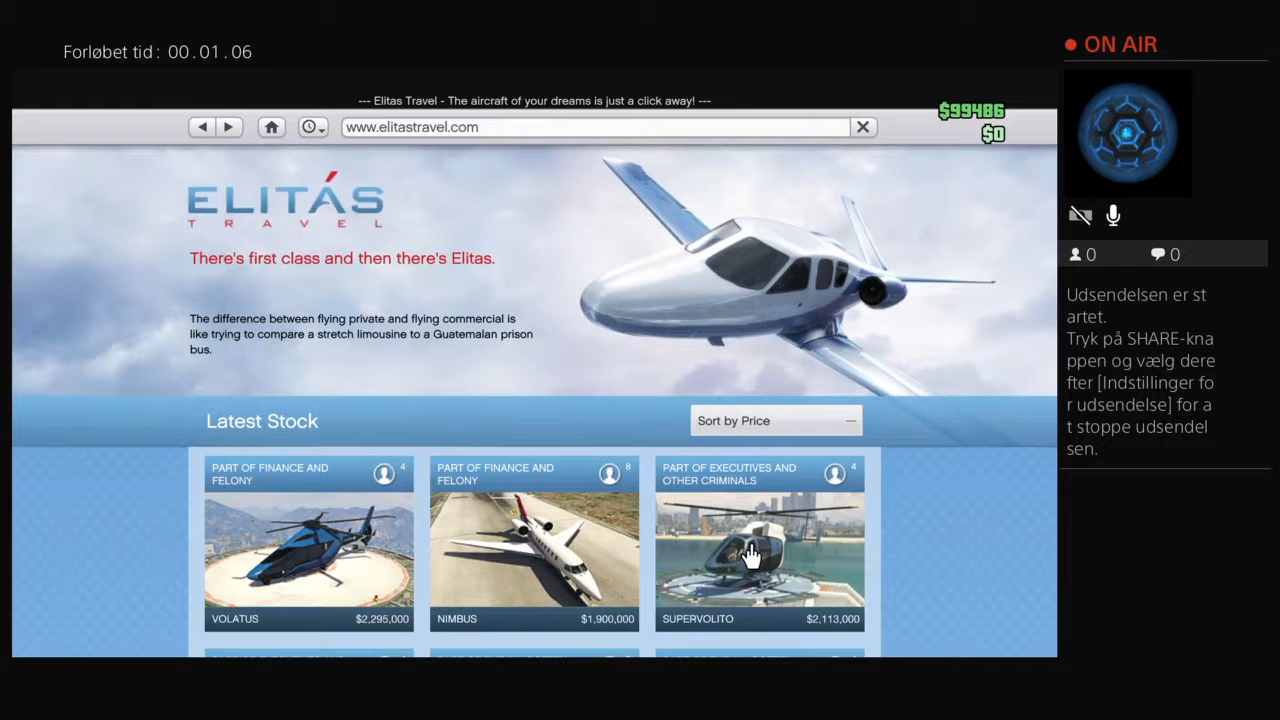 Forløbet tid: 00.01.06
ON AIR
--- Elitas Travel - The aircraft of your dreams is just a click away! ---
$99486
$0
www.elitastravel.com
ELITÁS
TRAVEL
There's first class and then there's Elitas.
The difference between flying private and flying commercial is
like trying to compare a stretch limousine to a Guatemalan prison
bus.
0 0
Udsendelsen er st
artet.
Tryk på SHARE-kna
ppen og vælg dere
fter [Indstillinger fo
r udsendelse] for a
t stoppe udsendel
sen.
Latest Stock
Sort by Price
PART OF FINANCE AND
FELONY
4
VOLATUS $2,295,000
PART OF FINANCE AND
FELONY
8
NIMBUS $1,900,000
PART OF EXECUTIVES AND
OTHER CRIMINALS
4
SUPERVOLITO $2,113,000